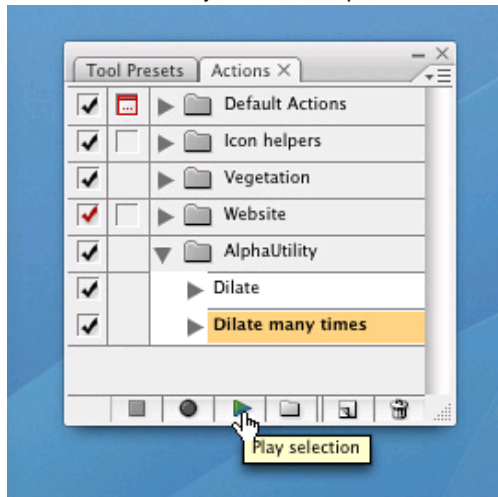 Tool Presets Actions ×
Default Actions
Icon helpers
Vegetation
Website
AlphaUtility
Dilate
Dilate many times
Play selection